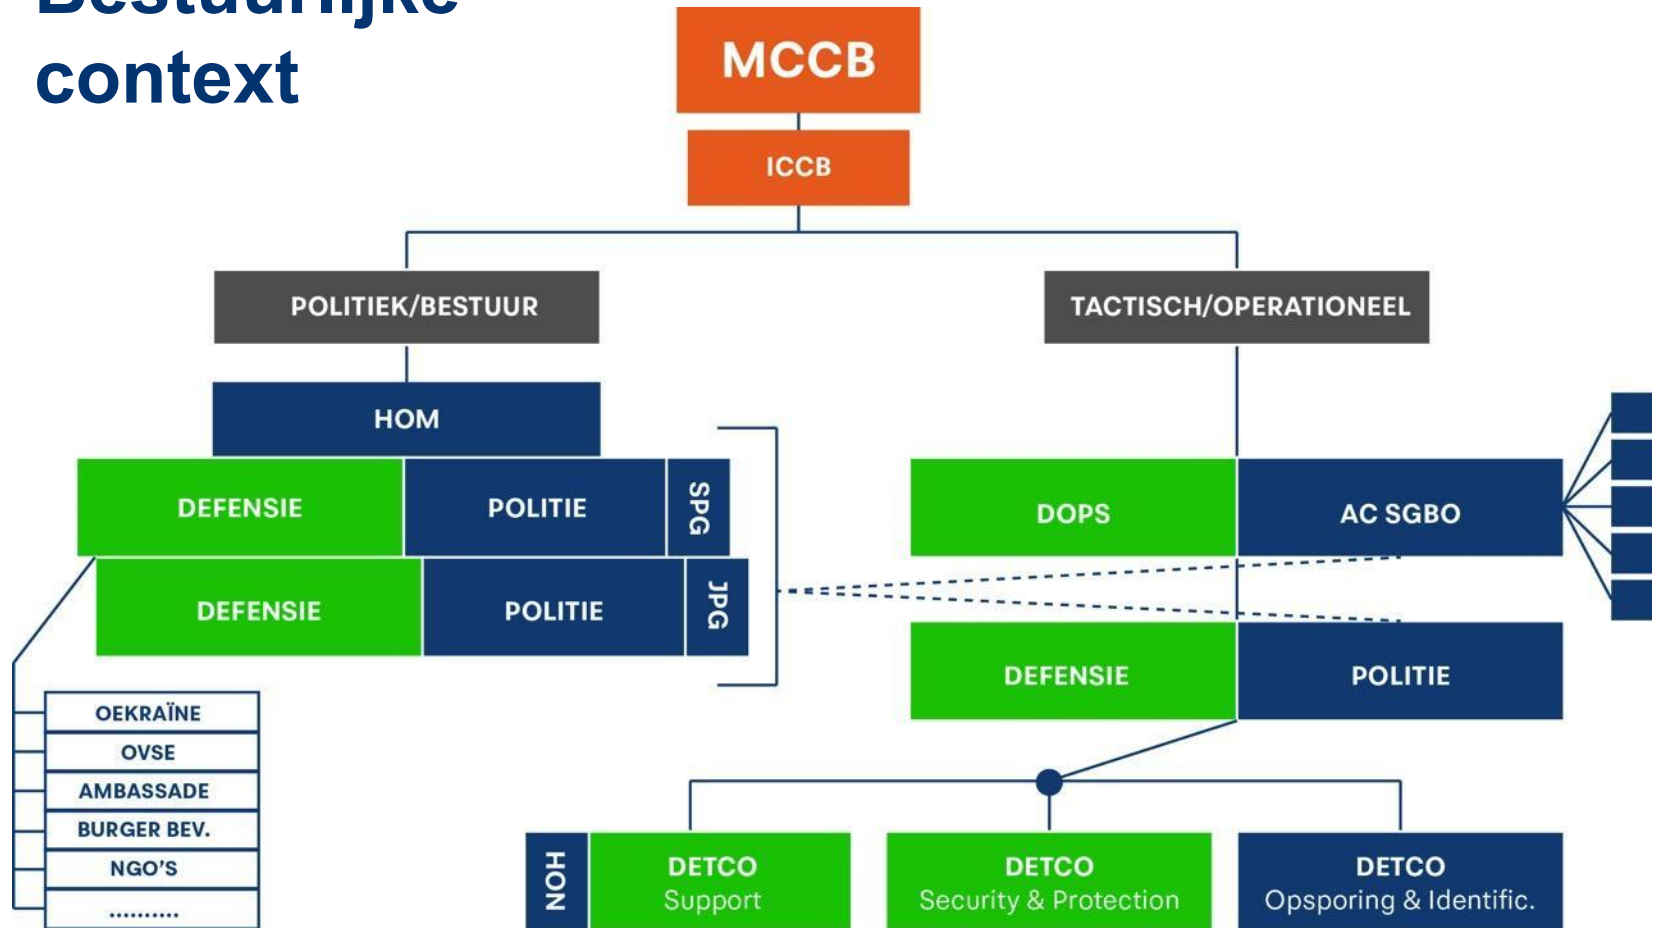 Bestuurlijke
context
MCCB
ICCB
POLITIEK/BESTUUR
TACTISCH/OPERATIONEEL
HOM
DEFENSIE
POLITIE
SPG
DOPS
AC SGBO
DEFENSIE
POLITIE
JPG
DEFENSIE
POLITIE
OEKRAÏNE
OVSE
AMBASSADE
BURGER BEV.
NGO'S
..........
HON
DETCO
Support
DETCO
Security & Protection
DETCO
Opsporing & Identific.